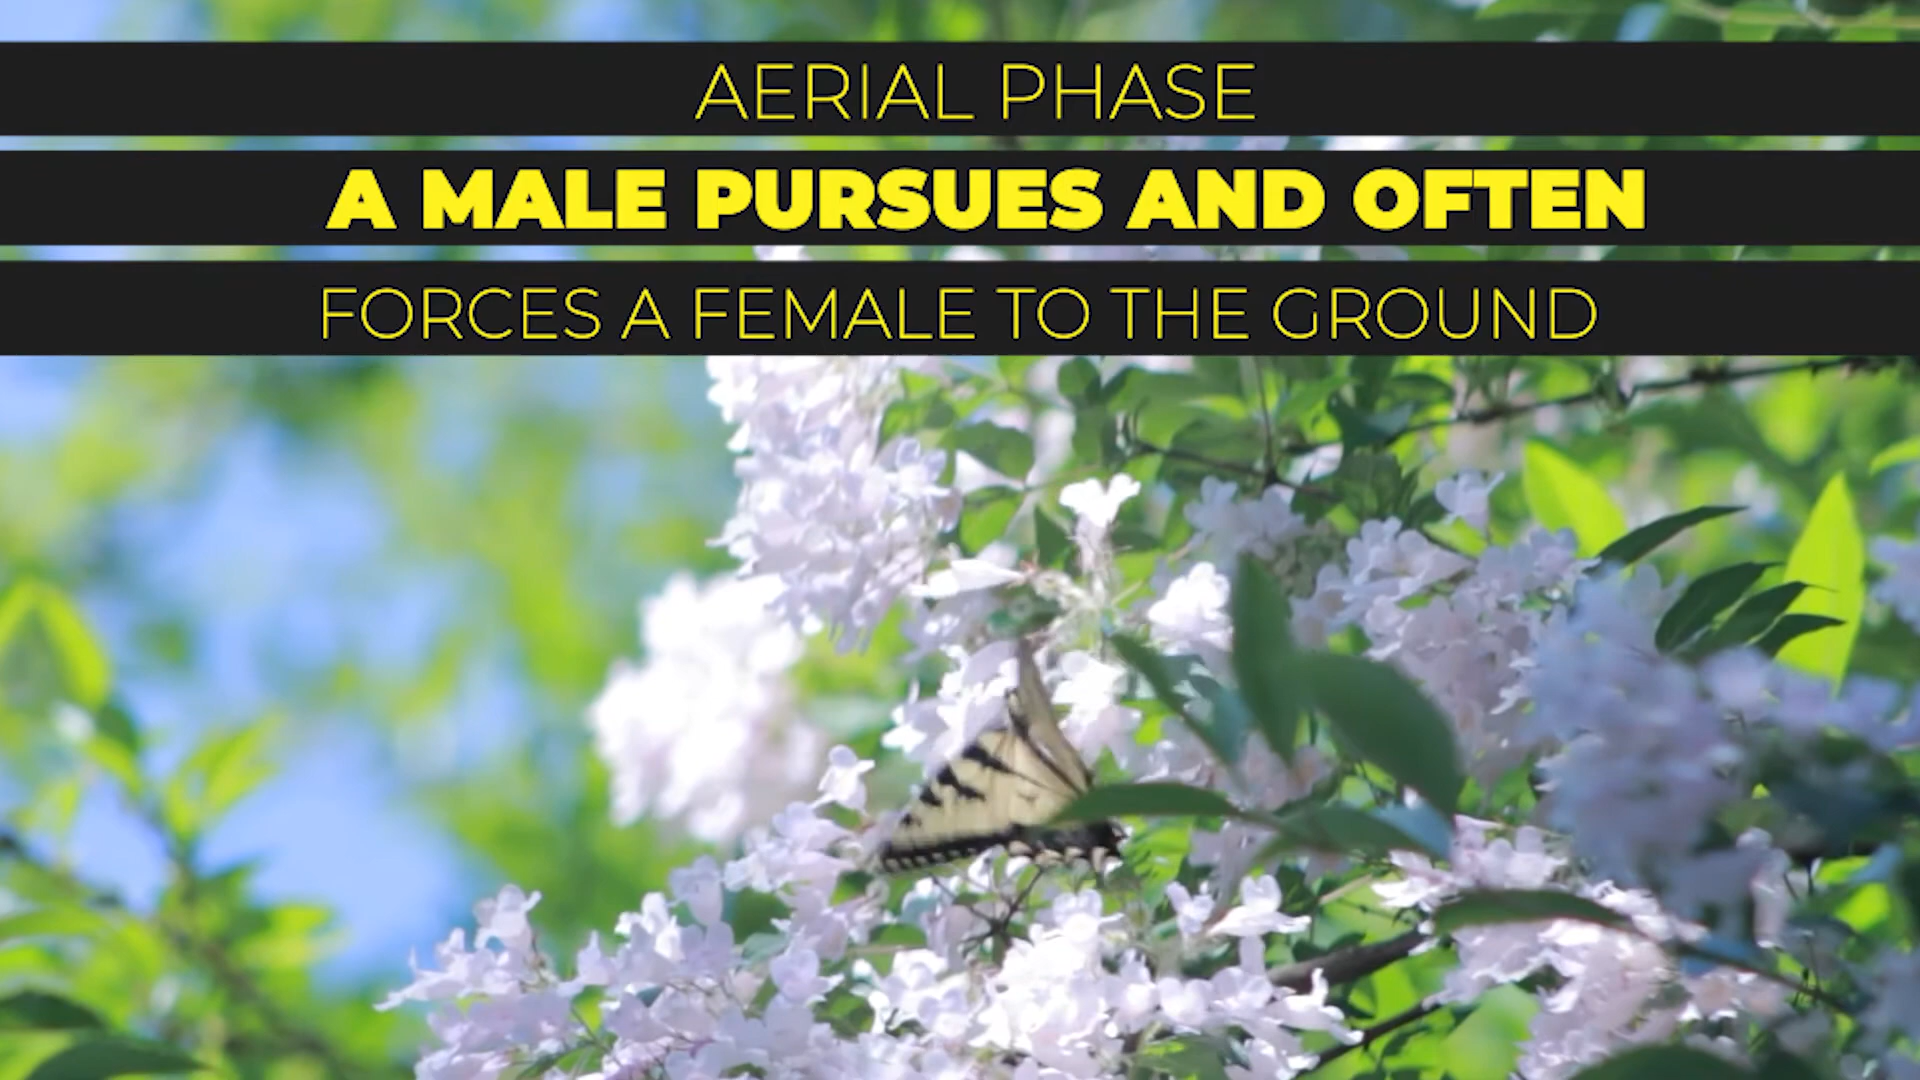 AERIAL PHASE
A MALE PURSUES AND OFTEN
FORCES A FEMALE TO THE GROUND